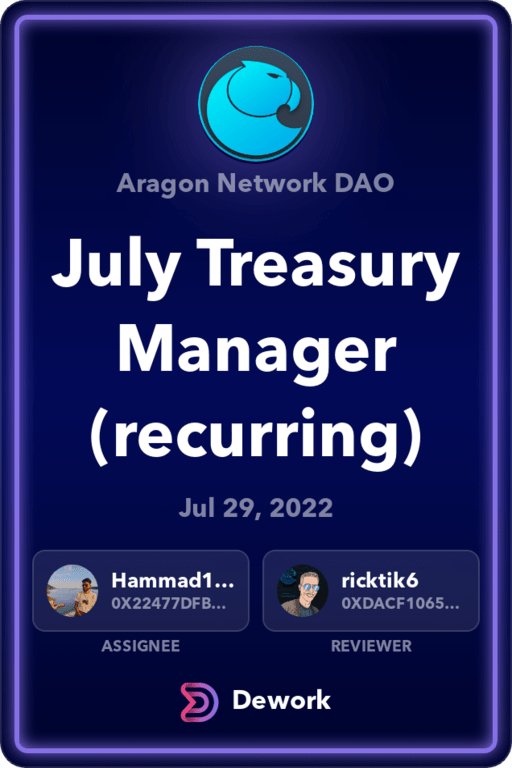 Aragon Network DAO
July Treasury
Manager
(recurring)
Jul 29, 2022
Hammad1...
0X22477DFB...
ASSIGNEE
ricktik6
0XDACF1065...
REVIEWER
Dework